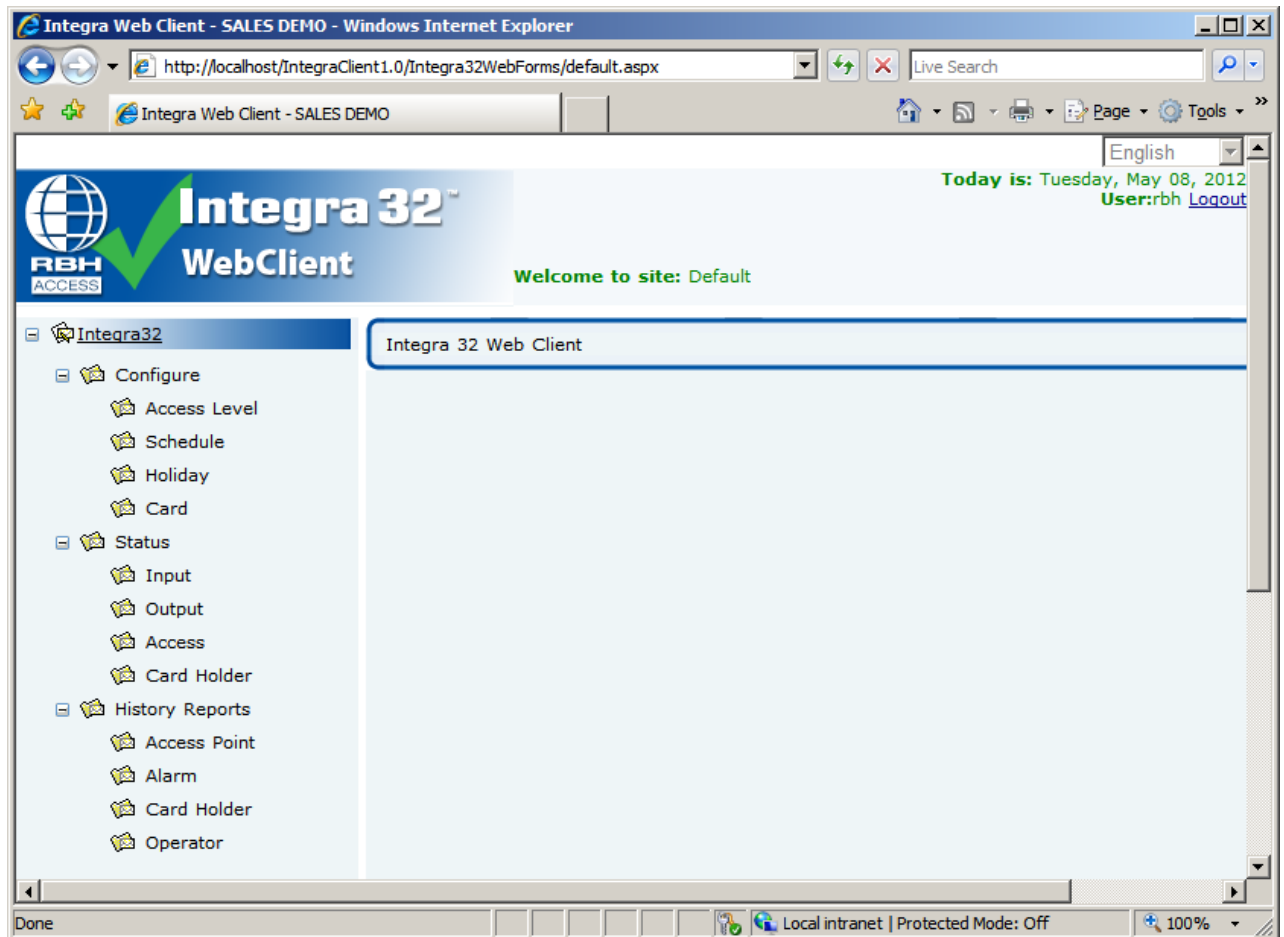 Integra Web Client - SALES DEMO - Windows Internet Explorer
http://localhost/IntegraClient1.0/Integra32WebForms/default.aspx
Live Search
Integra Web Client - SALES DEMO
Page
Tools
English
Today is: Tuesday, May 08, 2012
User:rbh Logout
RBH
ACCESS
Integra 32™
WebClient
Welcome to site: Default
Integra32
Integra 32 Web Client
Configure
Access Level
Schedule
Holiday
Card
Status
Input
Output
Access
Card Holder
History Reports
Access Point
Alarm
Card Holder
Operator
Done
Local intranet | Protected Mode: Off
100%